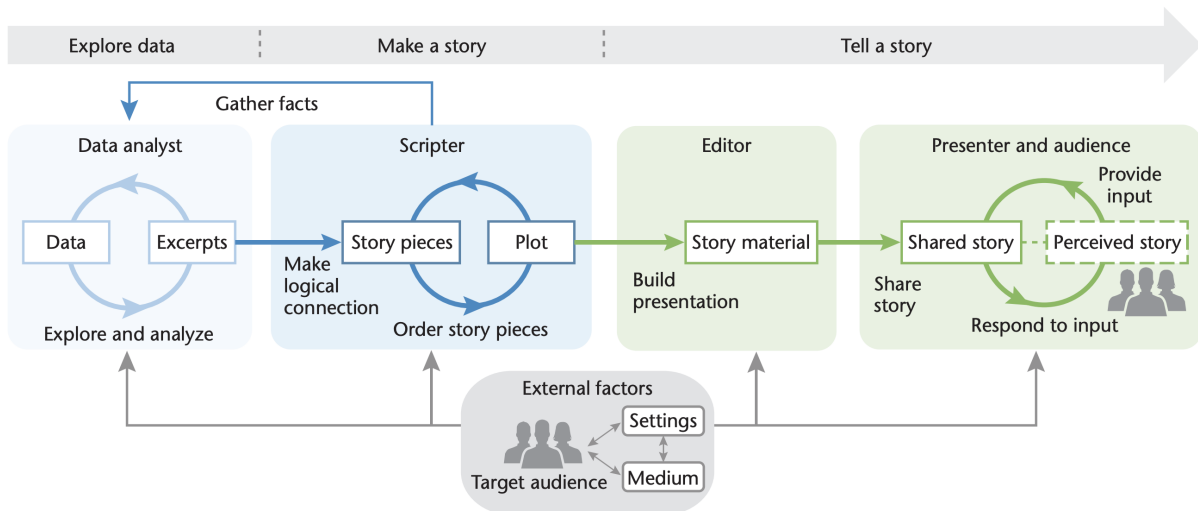 Explore data
Make a story
Tell a story
Gather facts
Data analyst
Data
Excerpts
Explore and analyze
Make
logical
connection
Scripter
Story pieces
Plot
Order story pieces
Editor
Story material
Build
presentation
Presenter and audience
Provide
input
Shared story
Perceived story
Share
story
Respond to input
External factors
Settings
Target audience
Medium